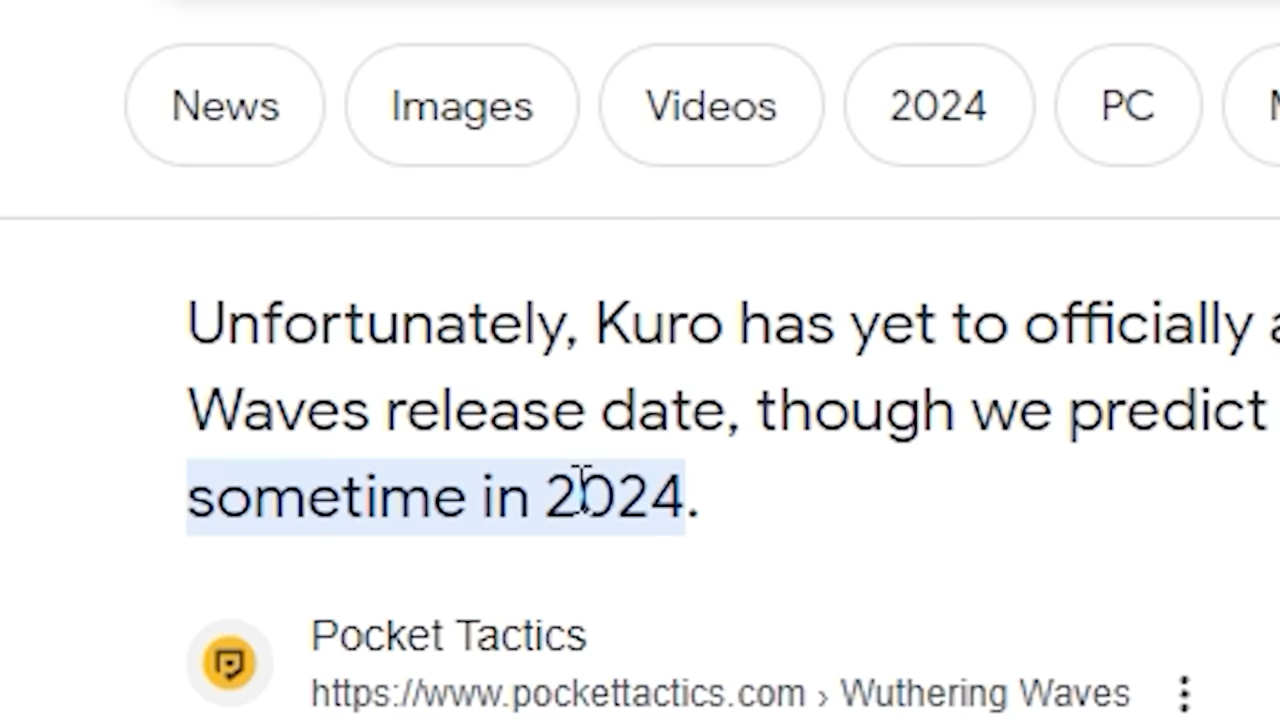 News Images Videos 2024 PC
Unfortunately, Kuro has yet to officially
Waves release date, though we predict
sometime in 2024.
Pocket Tactics
https://www.pockettactics.com › Wuthering Waves